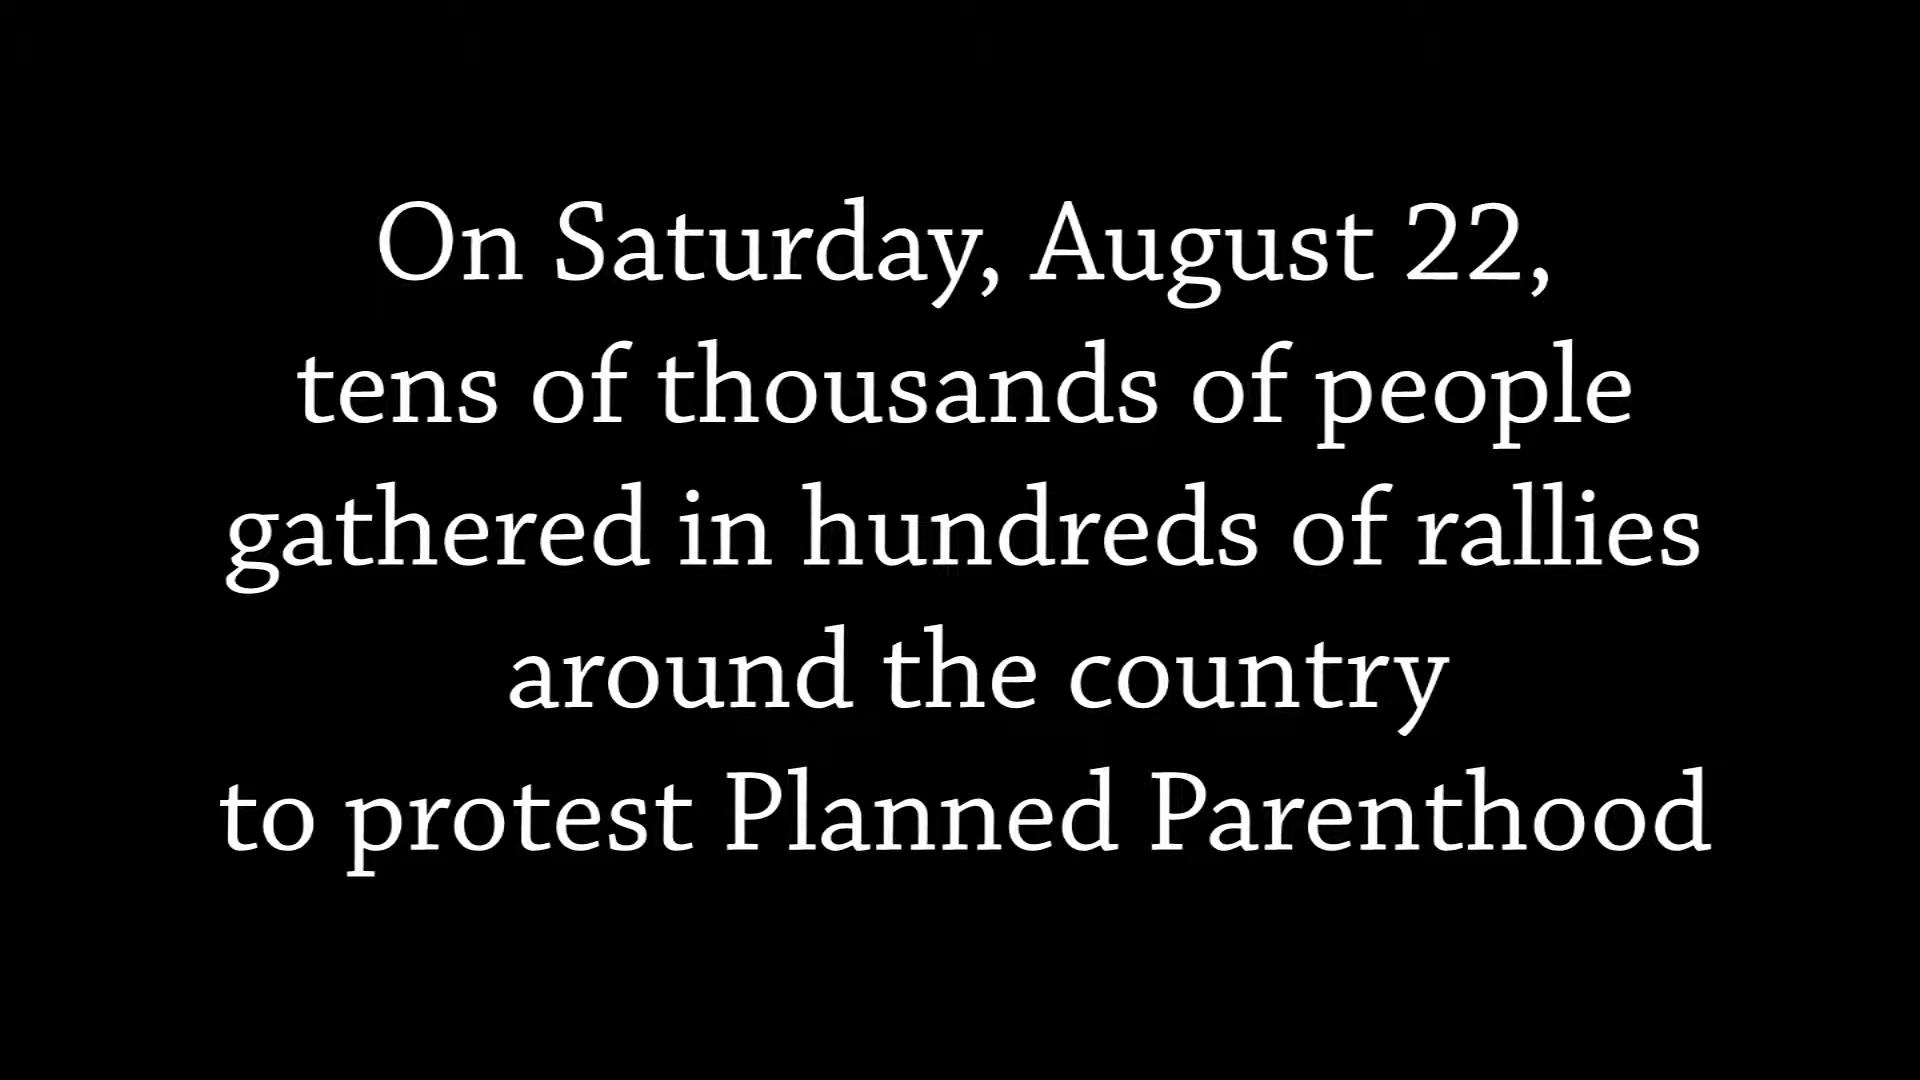 On Saturday, August 22,
tens of thousands of people
gathered in hundreds of rallies
around the country
to protest Planned Parenthood